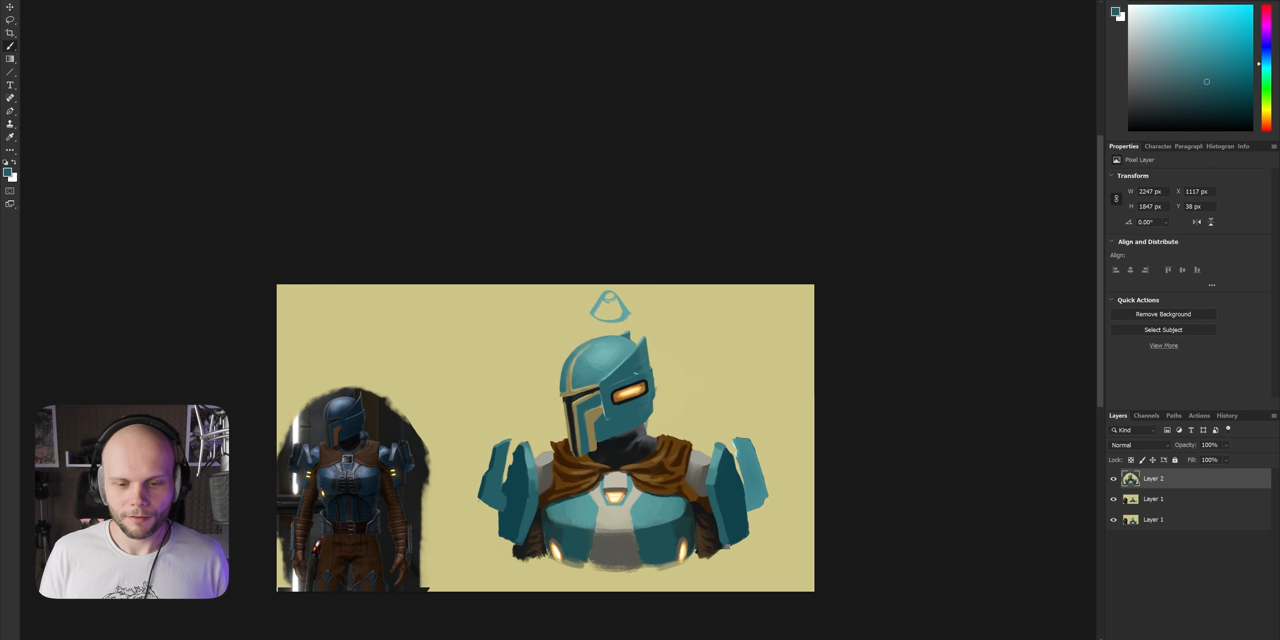 Properties Character Paragraph Histogram Info
Pixel Layer
Transform
W 2247 px X 1117 px
H 1847 px Y 38 px
0.00°
Align and Distribute
Align:
Quick Actions
Remove Background
Select Subject
View More
Layers Channels Paths Actions History
Kind
Normal Opacity: 100%
Lock: Fill: 100%
Layer 2
Layer 1
Layer 1